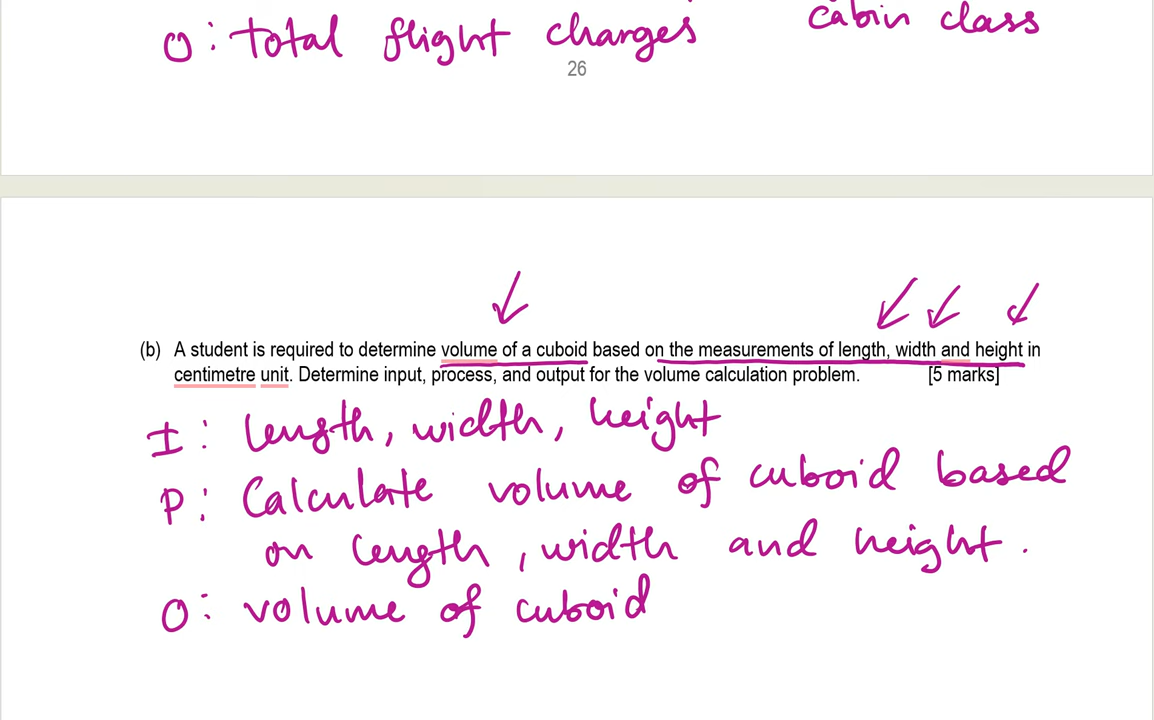 O: total flight charges cabin class
26
(b) A student is required to determine volume of a cuboid based on the measurements of length, width and height in
centimetre unit. Determine input, process, and output for the volume calculation problem. [5 marks]
I: length, width, height
P: Calculate volume of cuboid based
on length, width and height.
O: volume of cuboid